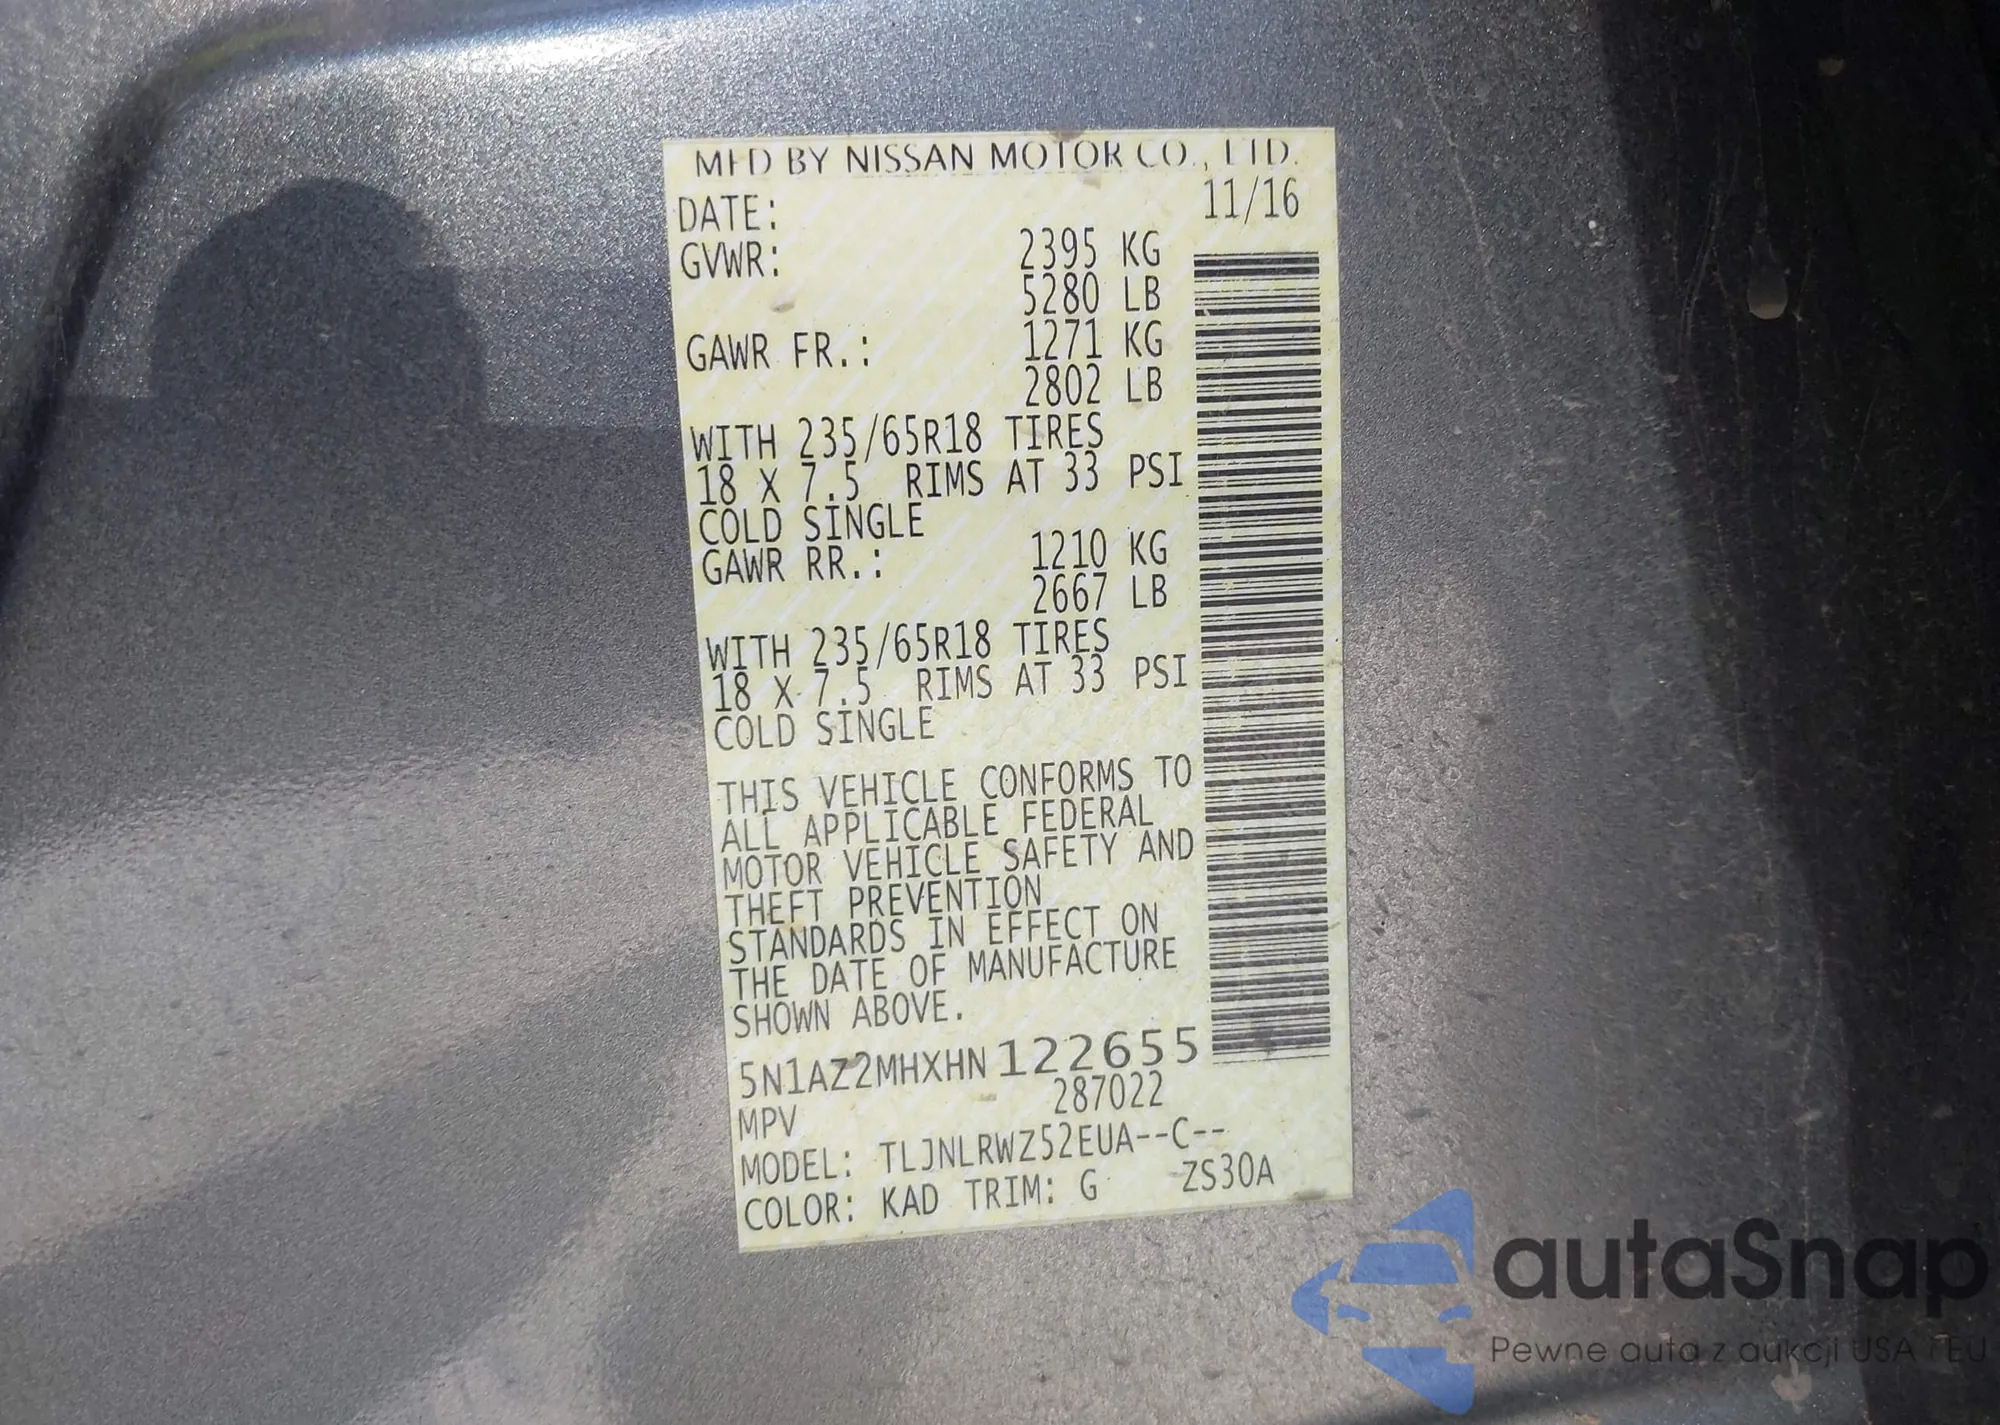 MFD BY NISSAN MOTOR CO., LTD.
DATE: 11/16
GVWR: 2395 KG
5280 LB
GAWR FR.: 1271 KG
2802 LB
WITH 235/65R18 TIRES
18 X 7.5 RIMS AT 33 PSI
COLD SINGLE
GAWR RR.: 1210 KG
2667 LB
WITH 235/65R18 TIRES
18 X 7.5 RIMS AT 33 PSI
COLD SINGLE
THIS VEHICLE CONFORMS TO
ALL APPLICABLE FEDERAL
MOTOR VEHICLE SAFETY AND
THEFT PREVENTION
STANDARDS IN EFFECT ON
THE DATE OF MANUFACTURE
SHOWN ABOVE.
5N1AZ2MHXHN122655
287022
MPV
MODEL: TLJNLRWZ52EUA--C--
COLOR: KAD TRIM: G ZS30A
autaSnap
Pewne auta z aukcji USA i EU